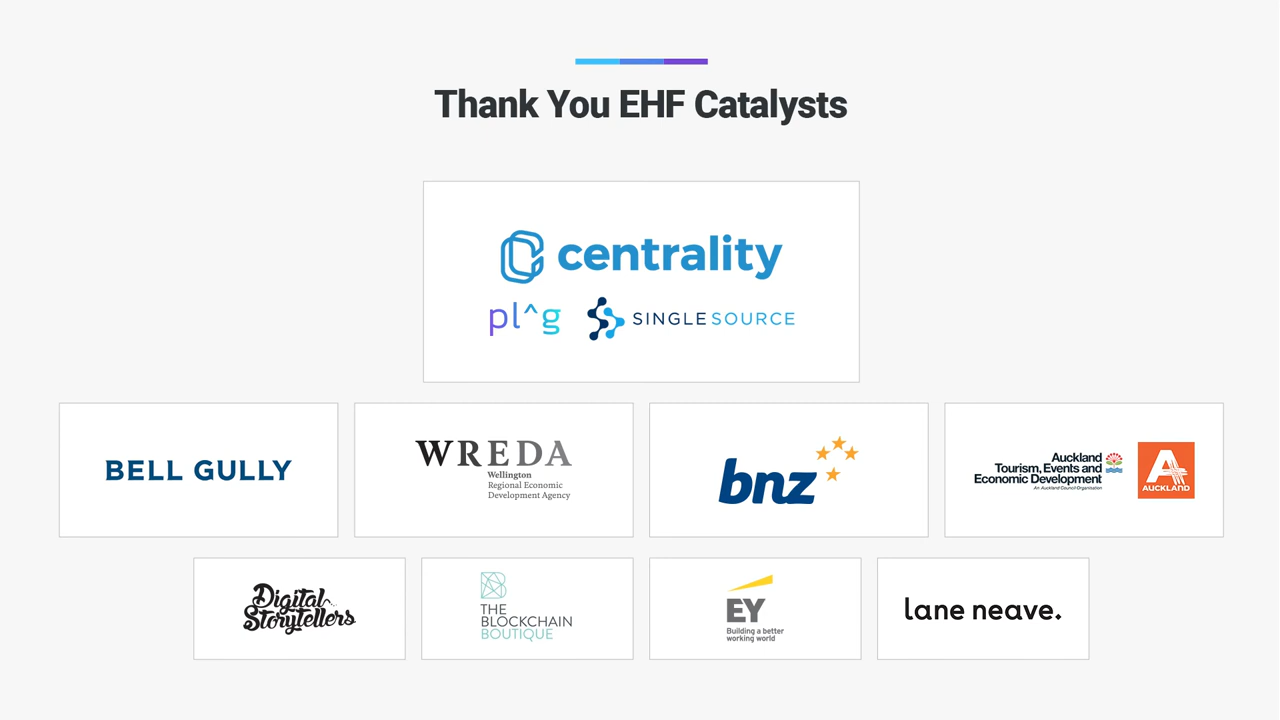 Thank You EHF Catalysts
centrality
pl^g
SINGLESOURCE
BELL GULLY
WREDA
Wellington
Regional Economic
Development Agency
bnz
Auckland
Tourism, Events and
Economic Development
An Auckland Council Organisation
AUCKLAND
Digital
Storytellers
THE
BLOCKCHAIN
BOUTIQUE
EY
Building a better
working world
lane neave.